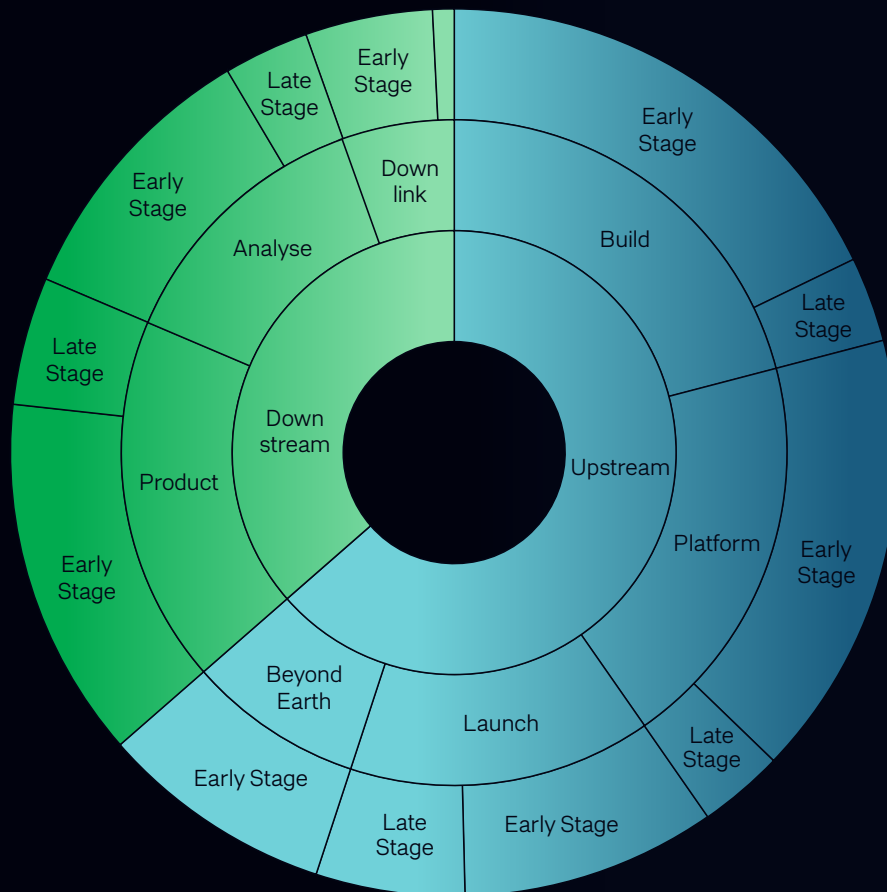 Early
Stage
Late
Stage
Early
Stage
Down
link
Early
Stage
Build
Analyse
Late
Stage
Late
Stage
Down
stream
Upstream
Product
Platform
Early
Stage
Early
Stage
Beyond
Earth
Launch
Late
Stage
Early Stage
Late
Stage
Early Stage